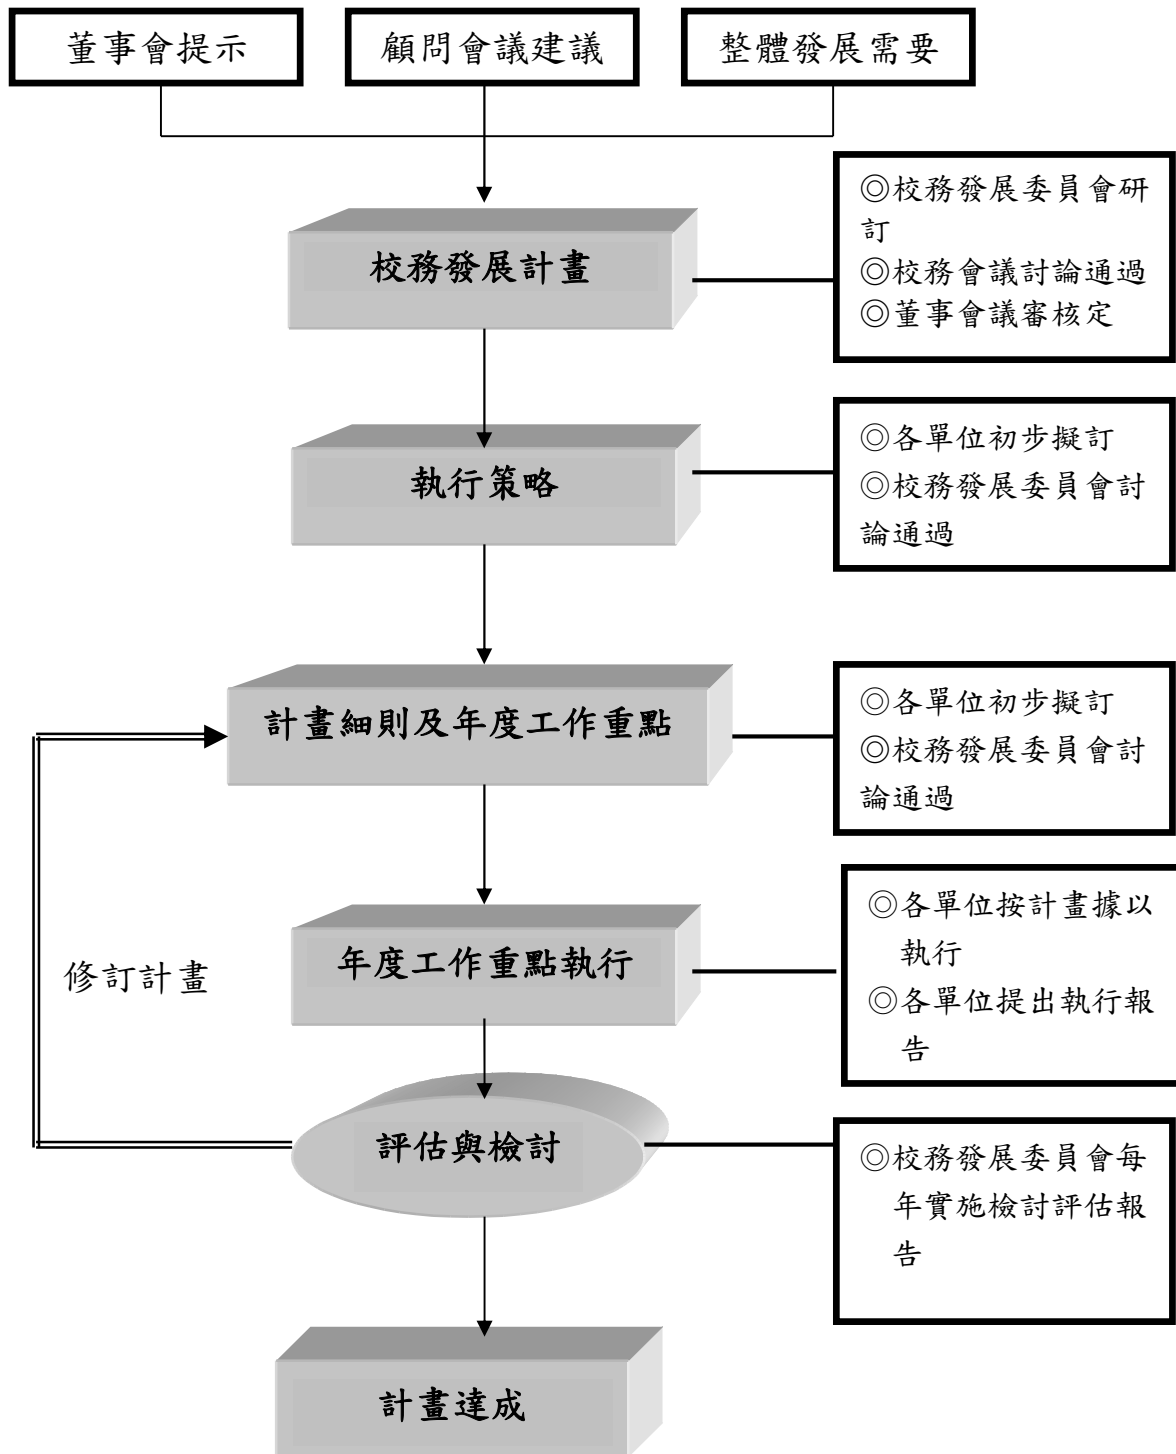 董事會提示
顧問會議建議
整體發展需要
校務發展計畫
◎校務發展委員會研
訂
◎校務會議討論通過
◎董事會議審核定
執行策略
◎各單位初步擬訂
◎校務發展委員會討
論通過
計畫細則及年度工作重點
◎各單位初步擬訂
◎校務發展委員會討
論通過
年度工作重點執行
◎各單位按計畫據以
執行
◎各單位提出執行報
告
修訂計畫
評估與檢討
◎校務發展委員會每
年實施檢討評估報
告
計畫達成